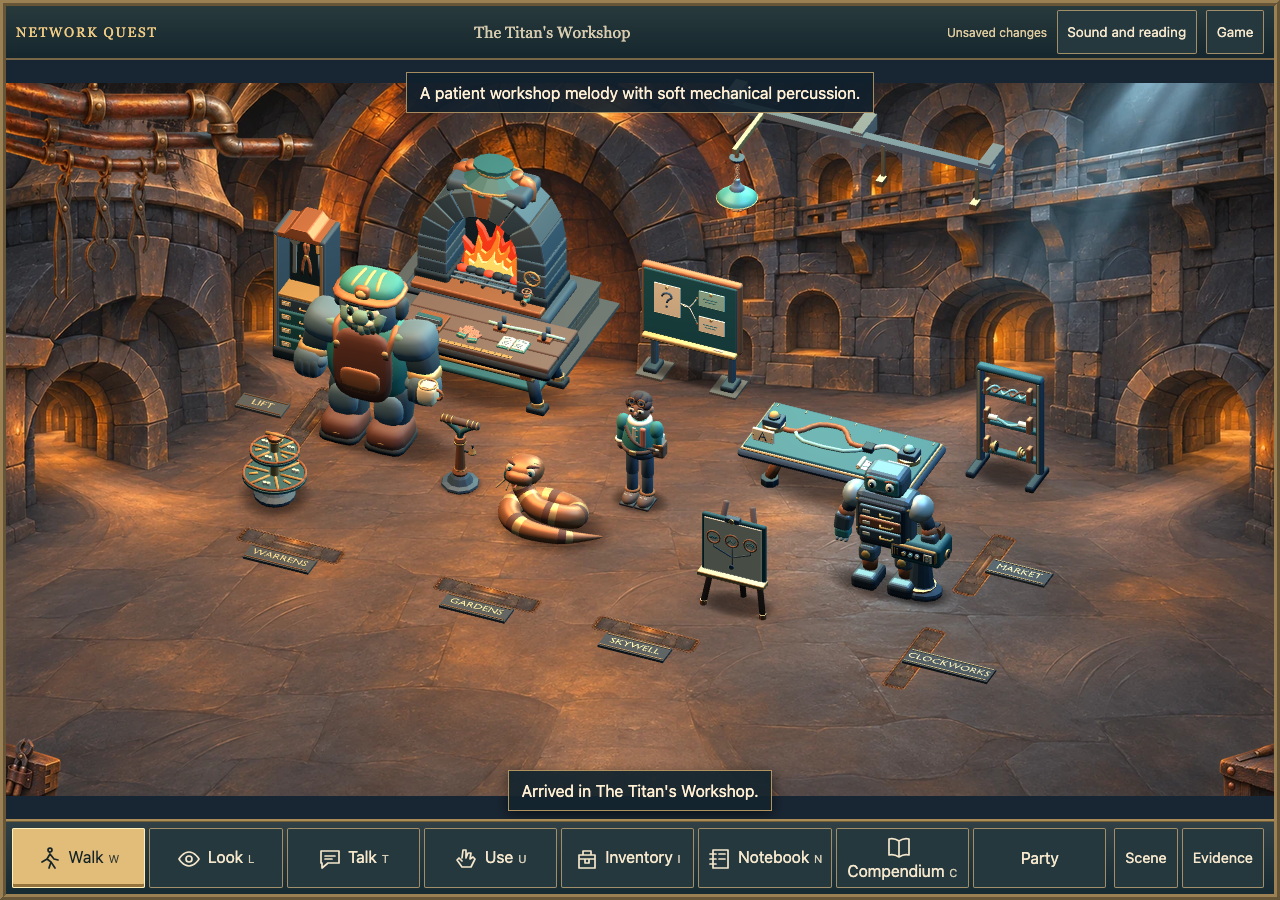 NETWORK QUEST
The Titan's Workshop
Unsaved changes
Sound and reading
Game
A patient workshop melody with soft mechanical percussion.
?
LIFT
A
WARRENS
GARDENS
SKYWELL
MARKET
CLOCKWORKS
Arrived in The Titan's Workshop.
Walk W
Look L
Talk T
Use U
Inventory I
Notebook N
Compendium C
Party
Scene
Evidence